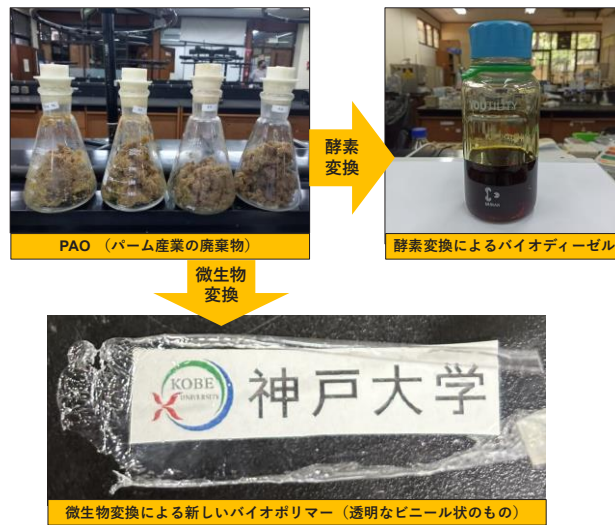 酵素
変換
YOUTILITY
PAO （パーム産業の廃棄物）
酵素変換によるバイオディーゼル
微生物
変換
KOBE
UNIVERSITY
神戸大学
微生物変換による新しいバイオポリマー（透明なビニール状のもの）